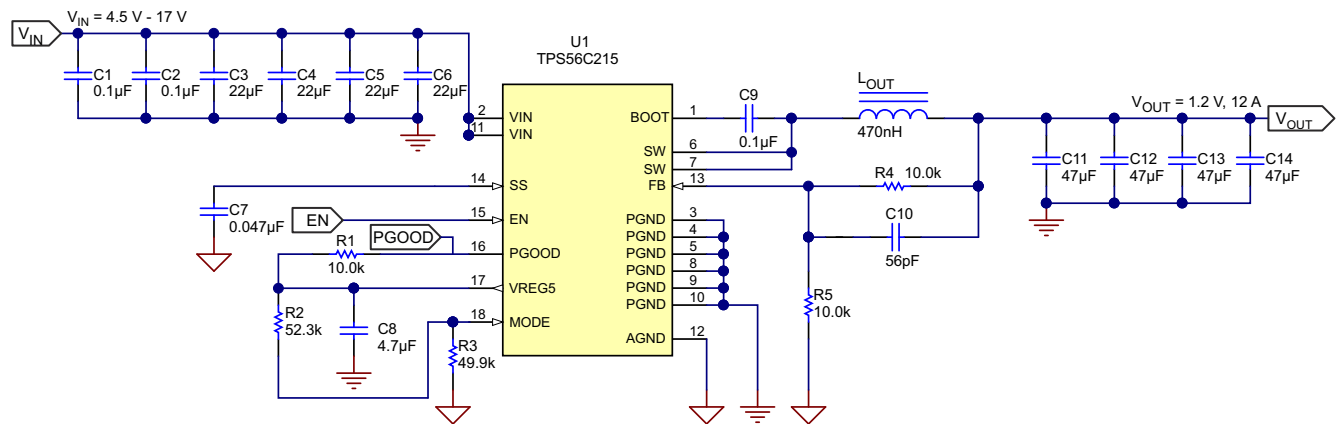 V_IN = 4.5 V - 17 V
V_IN
C1
0.1µF
C2
0.1µF
C3
22µF
C4
22µF
C5
22µF
C6
22µF
U1
TPS56C215
2
VIN
11
VIN
14
SS
15
EN
16
PGOOD
17
VREG5
18
MODE
BOOT
1
SW
6
SW
7
FB
13
PGND
3
PGND
4
PGND
5
PGND
8
PGND
9
PGND
10
AGND
12
C7
0.047µF
EN
PGOOD
R1
10.0k
R2
52.3k
C8
4.7µF
R3
49.9k
C9
0.1µF
L_OUT
470nH
R4
10.0k
C10
56pF
R5
10.0k
V_OUT = 1.2 V, 12 A
V_OUT
C11
47µF
C12
47µF
C13
47µF
C14
47µF